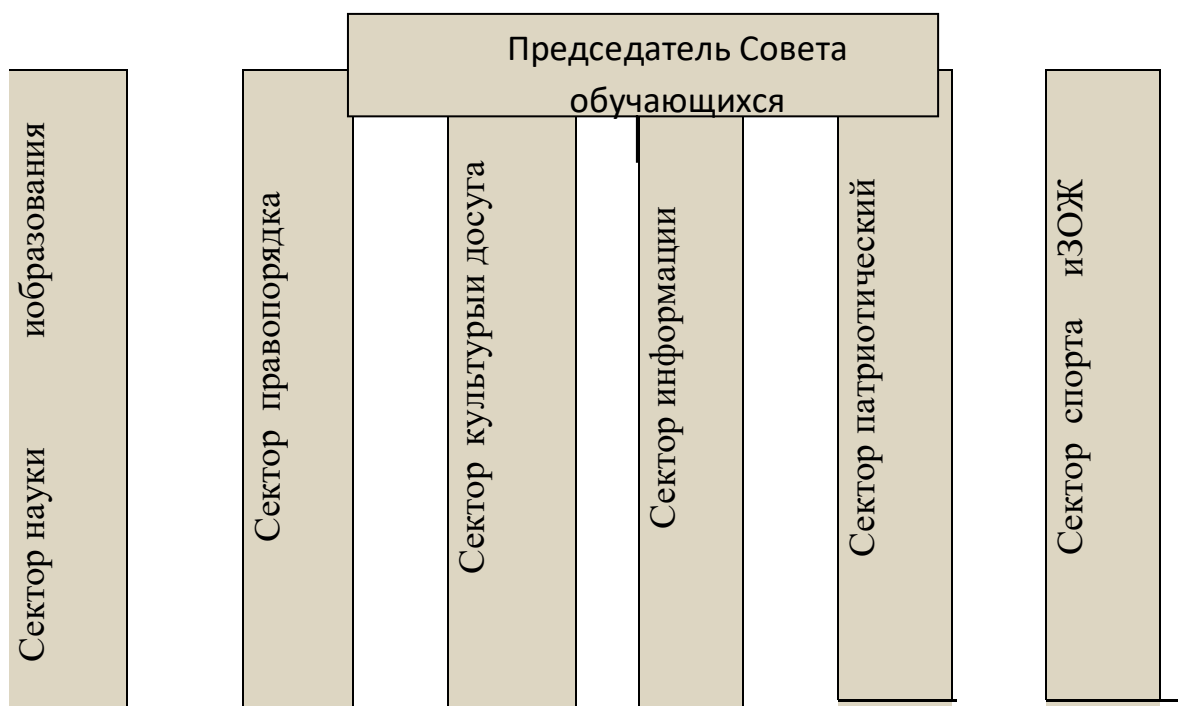 Председатель Совета
обучающихся
Сектор науки иобразования
Сектор правопорядка
Сектор культурыи досуга
Сектор информации
Сектор патриотический
Сектор спорта иЗОЖ